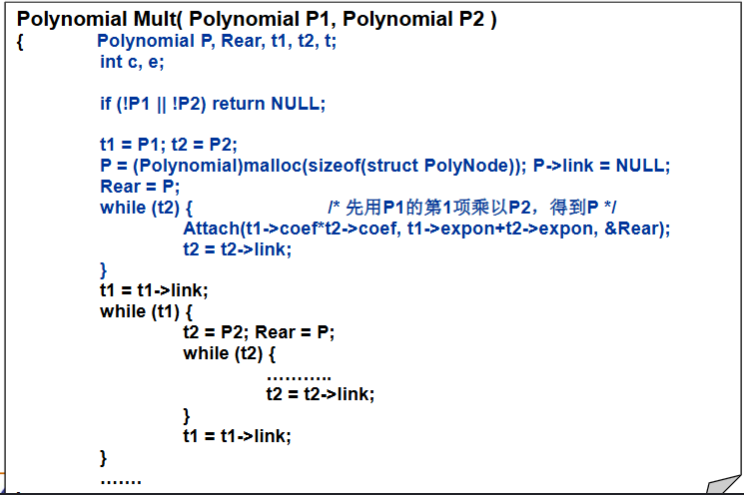 Polynomial Mult( Polynomial P1, Polynomial P2 )
{ Polynomial P, Rear, t1, t2, t;
int c, e;
if (!P1 || !P2) return NULL;
t1 = P1; t2 = P2;
P = (Polynomial)malloc(sizeof(struct PolyNode)); P->link = NULL;
Rear = P;
while (t2) { /* 先用P1的第1项乘以P2，得到P */
Attach(t1->coef*t2->coef, t1->expon+t2->expon, &Rear);
t2 = t2->link;
}
t1 = t1->link;
while (t1) {
t2 = P2; Rear = P;
while (t2) {
………..
t2 = t2->link;
}
t1 = t1->link;
}
…….